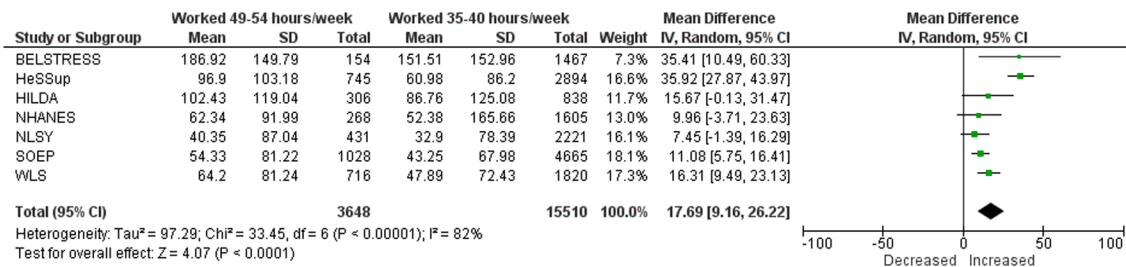 Worked 49-54 hours/week Worked 35-40 hours/week Mean Difference Mean Difference
Study or Subgroup Mean SD Total Mean SD Total Weight IV, Random, 95% CI IV, Random, 95% CI
BELSTRESS 186.92 149.79 154 151.51 152.96 1467 7.3% 35.41 [10.49, 60.33]
HeSSup 96.9 103.18 745 60.98 86.2 2894 16.6% 35.92 [27.87, 43.97]
HILDA 102.43 119.04 306 86.76 125.08 838 11.7% 15.67 [-0.13, 31.47]
NHANES 62.34 91.99 268 52.38 165.66 1605 13.0% 9.96 [-3.71, 23.63]
NLSY 40.35 87.04 431 32.9 78.39 2221 16.1% 7.45 [-1.39, 16.29]
SOEP 54.33 81.22 1028 43.25 67.98 4665 18.1% 11.08 [5.75, 16.41]
WLS 64.2 81.24 716 47.89 72.43 1820 17.3% 16.31 [9.49, 23.13]
Total (95% CI) 3648 15510 100.0% 17.69 [9.16, 26.22]
Heterogeneity: Tau² = 97.29; Chi² = 33.45, df = 6 (P < 0.00001); I² = 82%
Test for overall effect: Z = 4.07 (P < 0.0001)
-100 -50 0 50 100
Decreased Increased